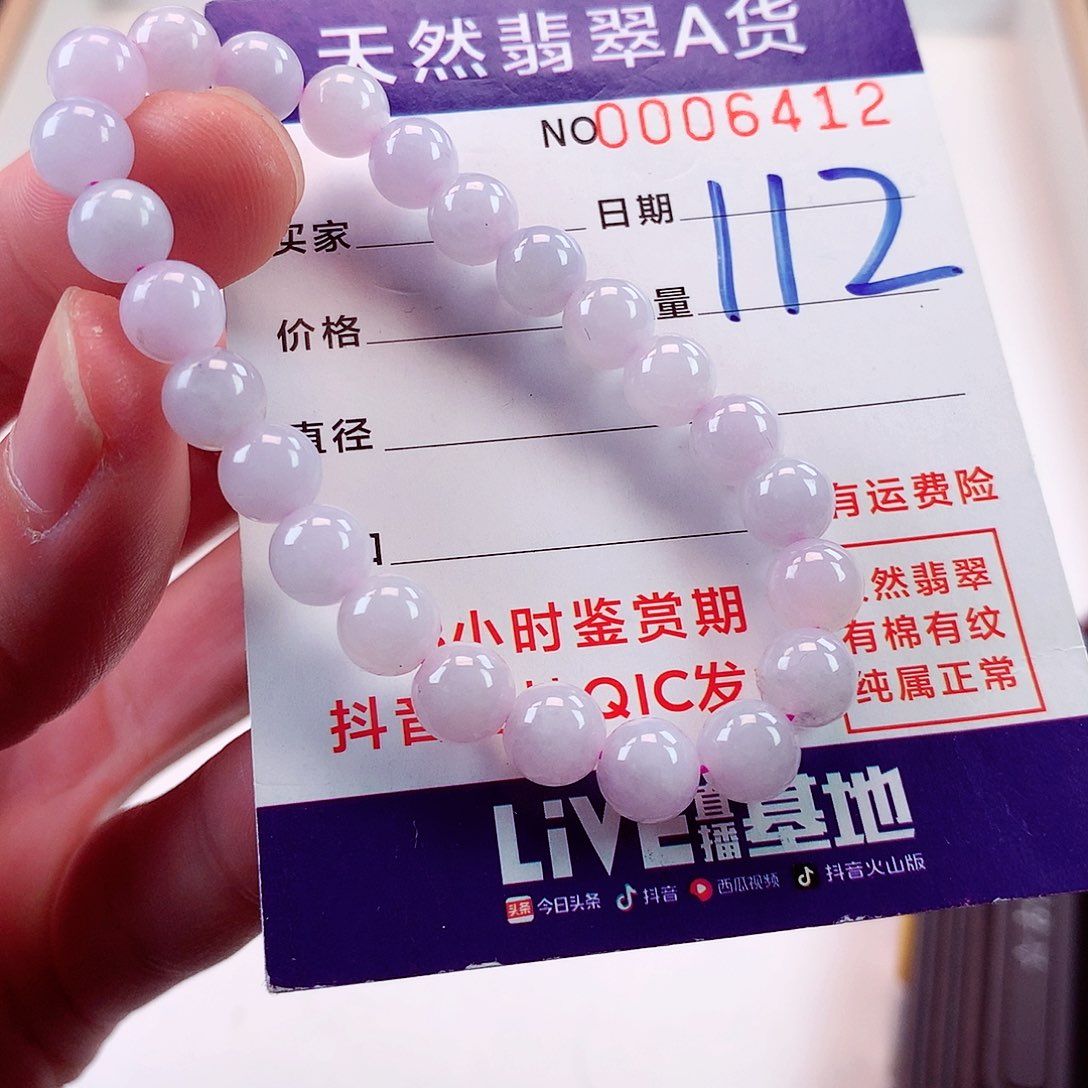 天然翡翠A货
NO0006412
买家 日期
112
价格 量
直径
小时鉴赏期
有运费险
然翡翠
有棉有纹
纯属正常
抖音 QIC发
LiVE直播基地
头条 今日头条 抖音 西瓜视频 抖音火山版